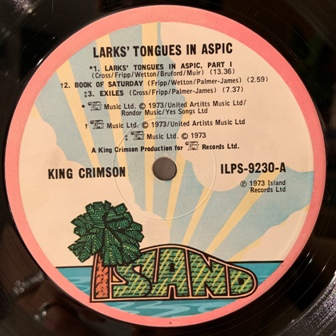 LARKS' TONGUES IN ASPIC
*1. LARKS' TONGUES IN ASPIC, PART I
(Cross/Fripp/Wetton/Bruford/Muir) (13.36)
†2. BOOK OF SATURDAY (Fripp/Wetton/Palmer-James) (2.59)
‡3. EXILES (Cross/Fripp/Palmer-James) (7.37)
* Music Ltd. © 1973/United Artists Music Ltd/
Rondor Music/Yes Songs Ltd
† Music Ltd. © 1973/United Artists Music Ltd
‡ Music Ltd. © 1973
A King Crimson Production for Records Ltd.
KING CRIMSON
ILPS-9230-A
℗ 1973 Island
Records Ltd
ISLAND